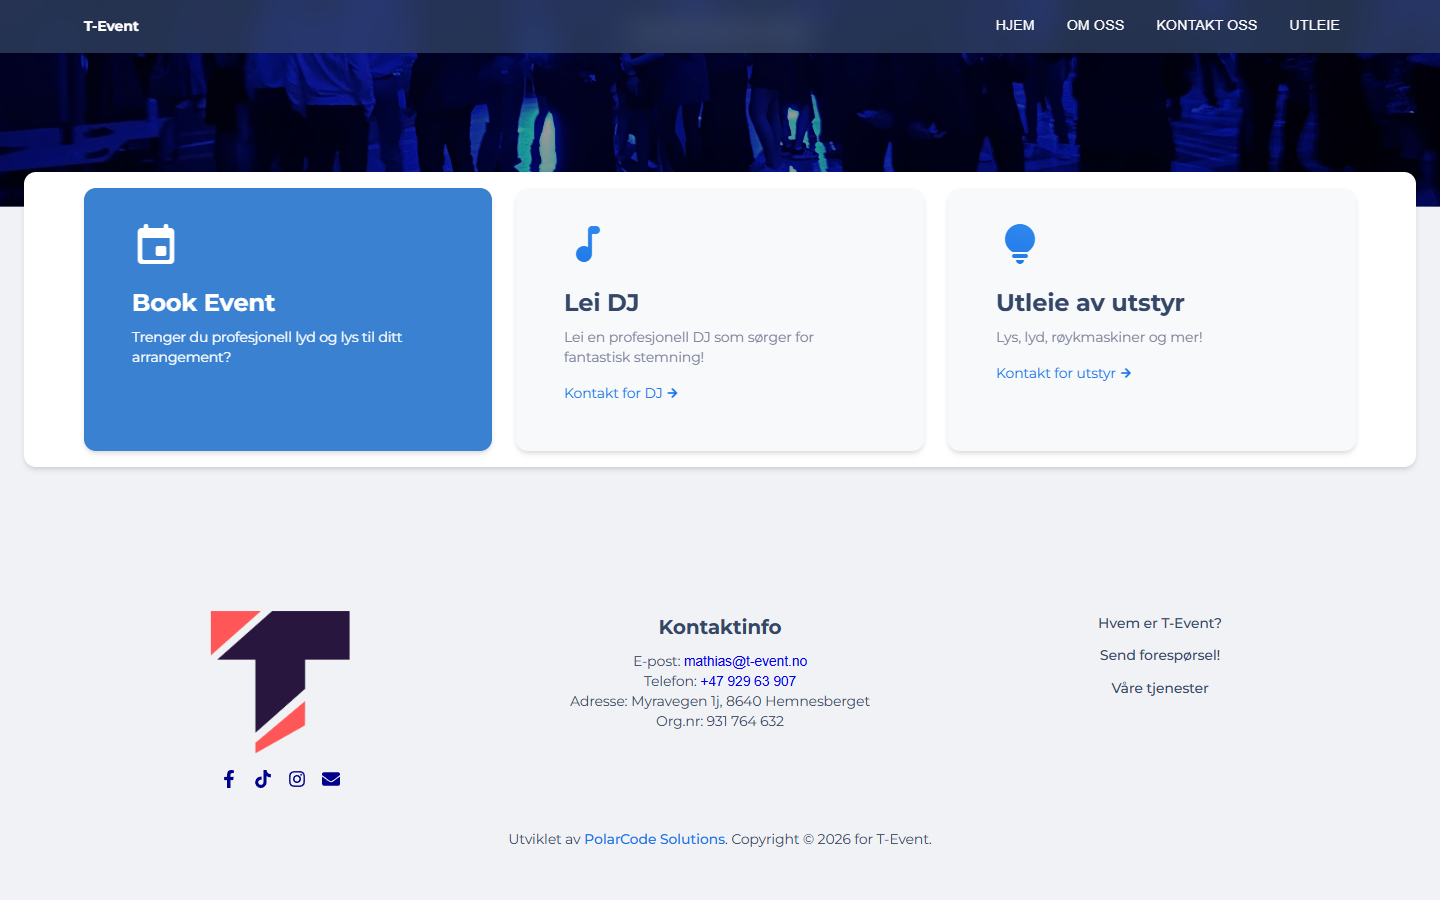 T-Event
HJEM
OM OSS
KONTAKT OSS
UTLEIE
Book Event
Trenger du profesjonell lyd og lys til ditt
arrangement?
Lei DJ
Lei en profesjonell DJ som sørger for
fantastisk stemning!
Kontakt for DJ →
Utleie av utstyr
Lys, lyd, røykmaskiner og mer!
Kontakt for utstyr →
Kontaktinfo
E-post: mathias@t-event.no
Telefon: +47 929 63 907
Adresse: Myravegen 1j, 8640 Hemnesberget
Org.nr: 931 764 632
Hvem er T-Event?
Send forespørsel!
Våre tjenester
Utviklet av PolarCode Solutions. Copyright © 2026 for T-Event.